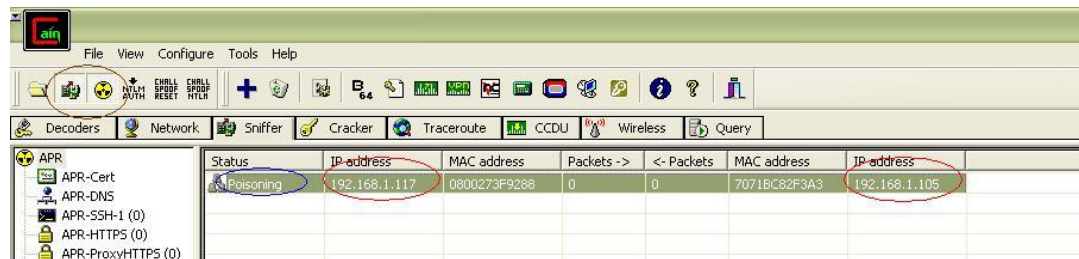 Cain
File View Configure Tools Help
NTLM AUTH CHALL SPOOF RESET CHALL SPOOF NTLM B64
Decoders Network Sniffer Cracker Traceroute CCDU Wireless Query
APR
APR-Cert
APR-DNS
APR-SSH-1 (0)
APR-HTTPS (0)
APR-ProxyHTTPS (0)
Status IP address MAC address Packets -> <- Packets MAC address IP address
Poisoning 192.168.1.117 0800273F9288 0 0 7071BC82F3A3 192.168.1.105